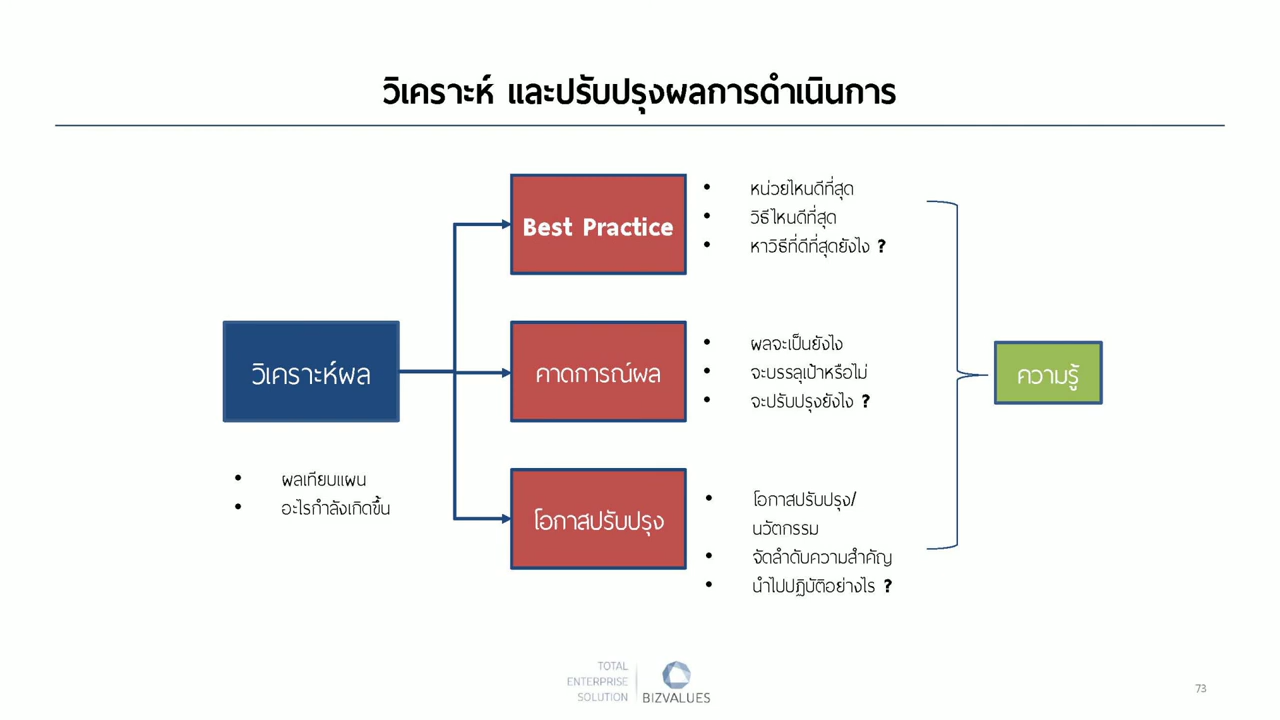 วิเคราะห์ และปรับปรุงผลการดำเนินการ
วิเคราะห์ผล
• ผลเทียบแผน
• อะไรกำลังเกิดขึ้น
Best Practice
• หน่วยไหนดีที่สุด
• วิธีไหนดีที่สุด
• หาวิธีที่ดีที่สุดยังไง ?
คาดการณ์ผล
• ผลจะเป็นยังไง
• จะบรรลุเป้าหรือไม่
• จะปรับปรุงยังไง ?
โอกาสปรับปรุง
• โอกาสปรับปรุง/
นวัตกรรม
• จัดลำดับความสำคัญ
• นำไปปฏิบัติอย่างไร ?
ความรู้
TOTAL
ENTERPRISE
SOLUTION
BIZVALUES
73